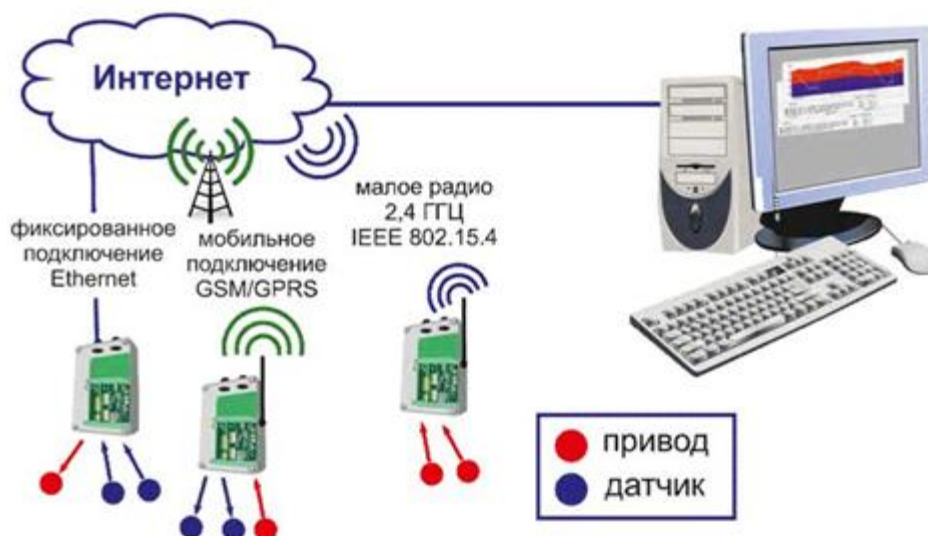 Интернет
малое радио
2,4 ГГЦ
IEEE 802.15.4
фиксированное
подключение
Ethernet
мобильное
подключение
GSM/GPRS
привод
датчик